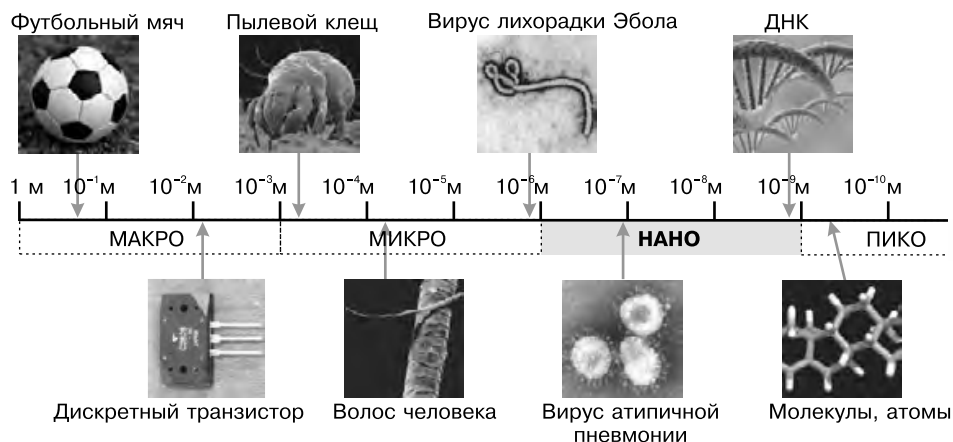 Футбольный мяч Пылевой клещ Вирус лихорадки Эбола ДНК
1 м 10⁻¹м 10⁻²м 10⁻³м 10⁻⁴м 10⁻⁵м 10⁻⁶м 10⁻⁷м 10⁻⁸м 10⁻⁹м 10⁻¹⁰м
МАКРО МИКРО НАНО ПИКО
Дискретный транзистор Волос человека Вирус атипичной Молекулы, атомы
пневмонии